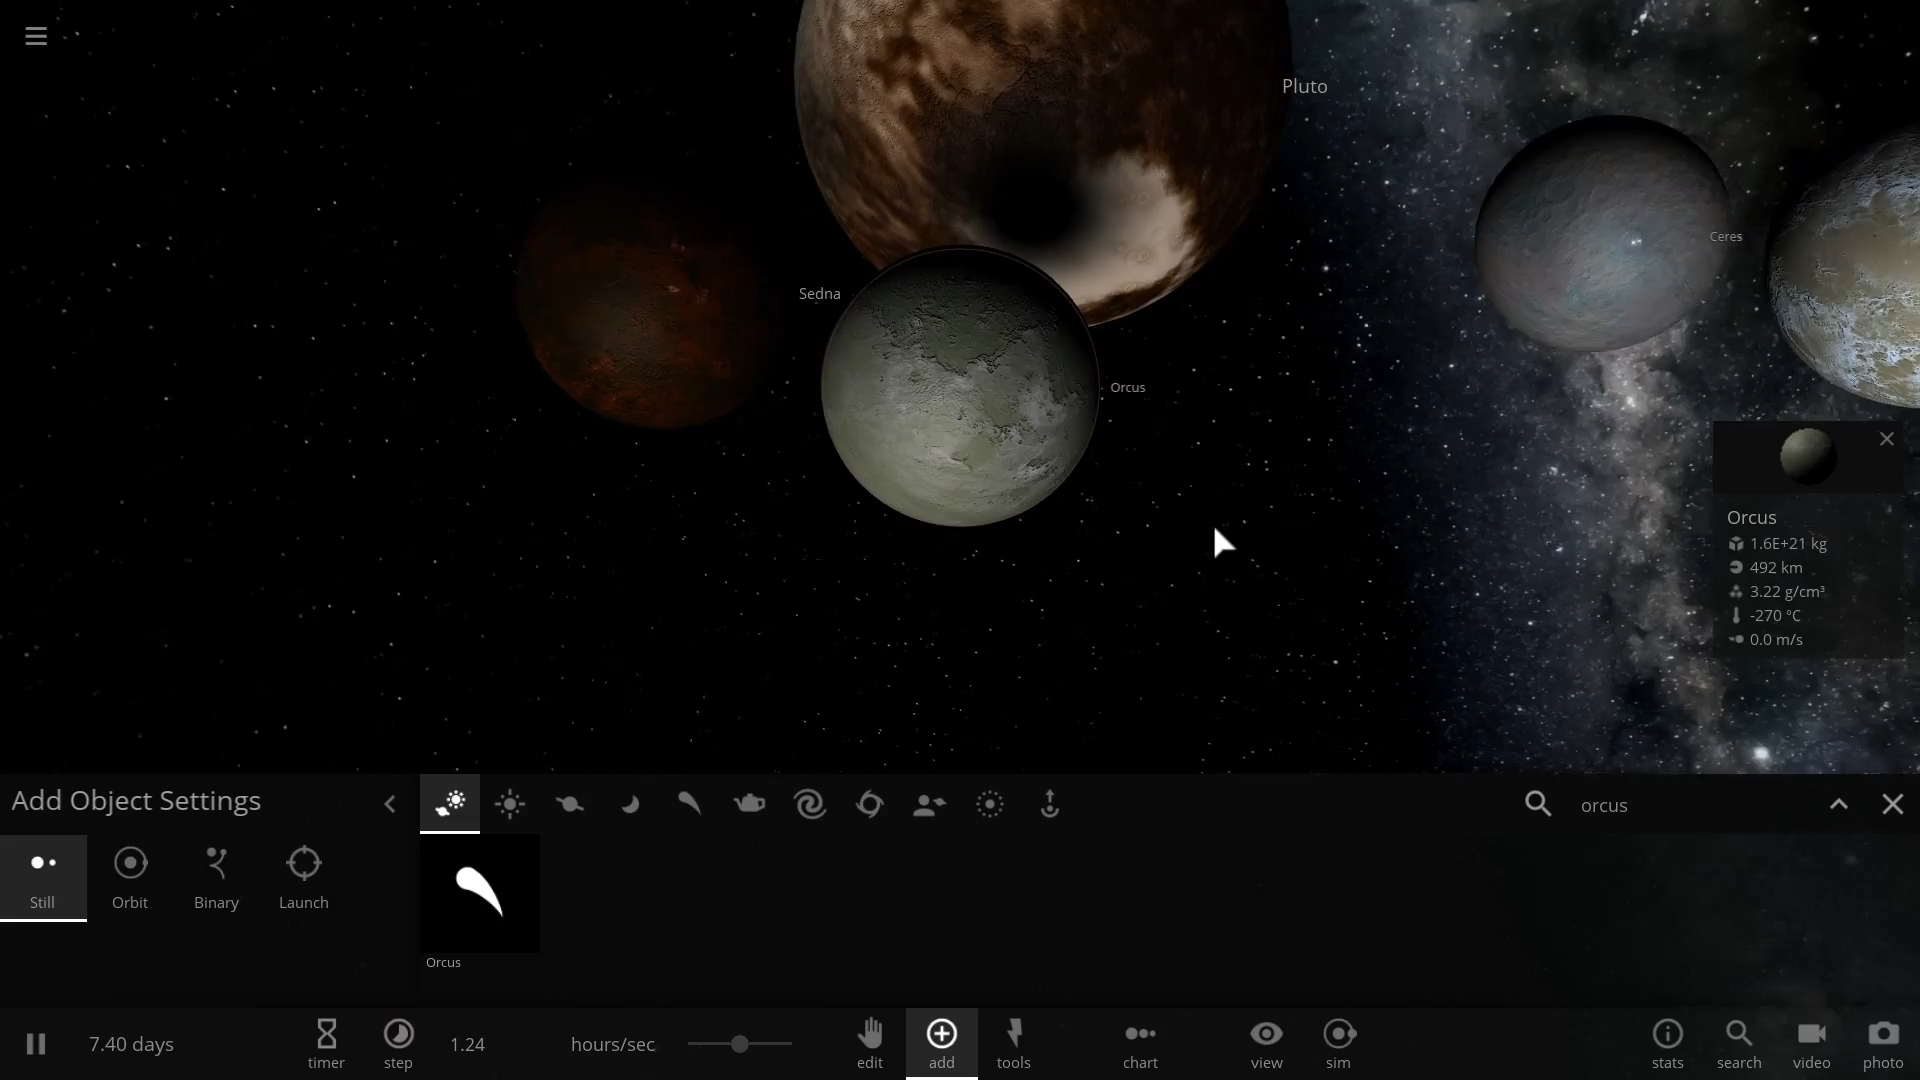 Pluto
Ceres
Sedna
Orcus
Orcus
1.6E+21 kg
492 km
3.22 g/cm³
-270 °C
0.0 m/s
Add Object Settings
orcus
Still
Orbit
Binary
Launch
Orcus
7.40 days
timer
step
1.24
hours/sec
edit
add
tools
chart
view
sim
stats
search
video
photo